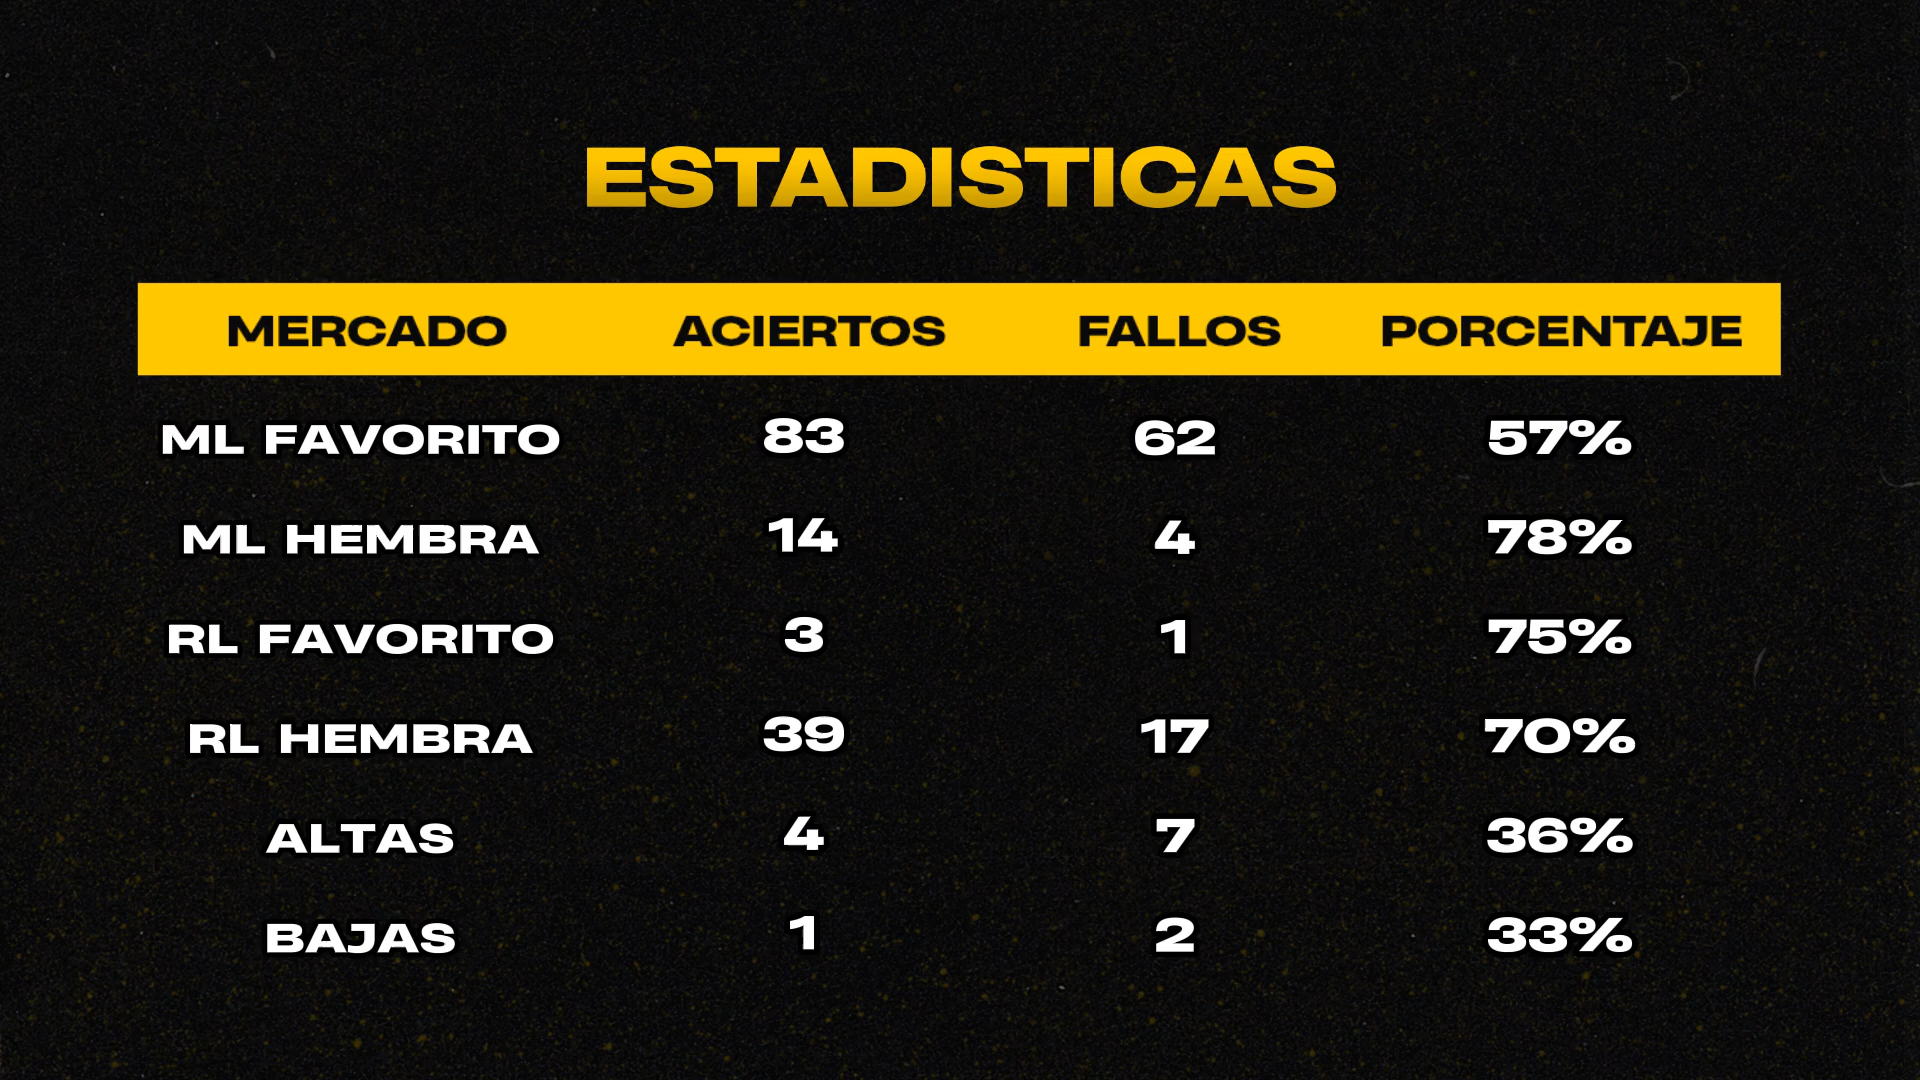 ESTADISTICAS
MERCADO ACIERTOS FALLOS PORCENTAJE
ML FAVORITO 83 62 57%
ML HEMBRA 14 4 78%
RL FAVORITO 3 1 75%
RL HEMBRA 39 17 70%
ALTAS 4 7 36%
BAJAS 1 2 33%